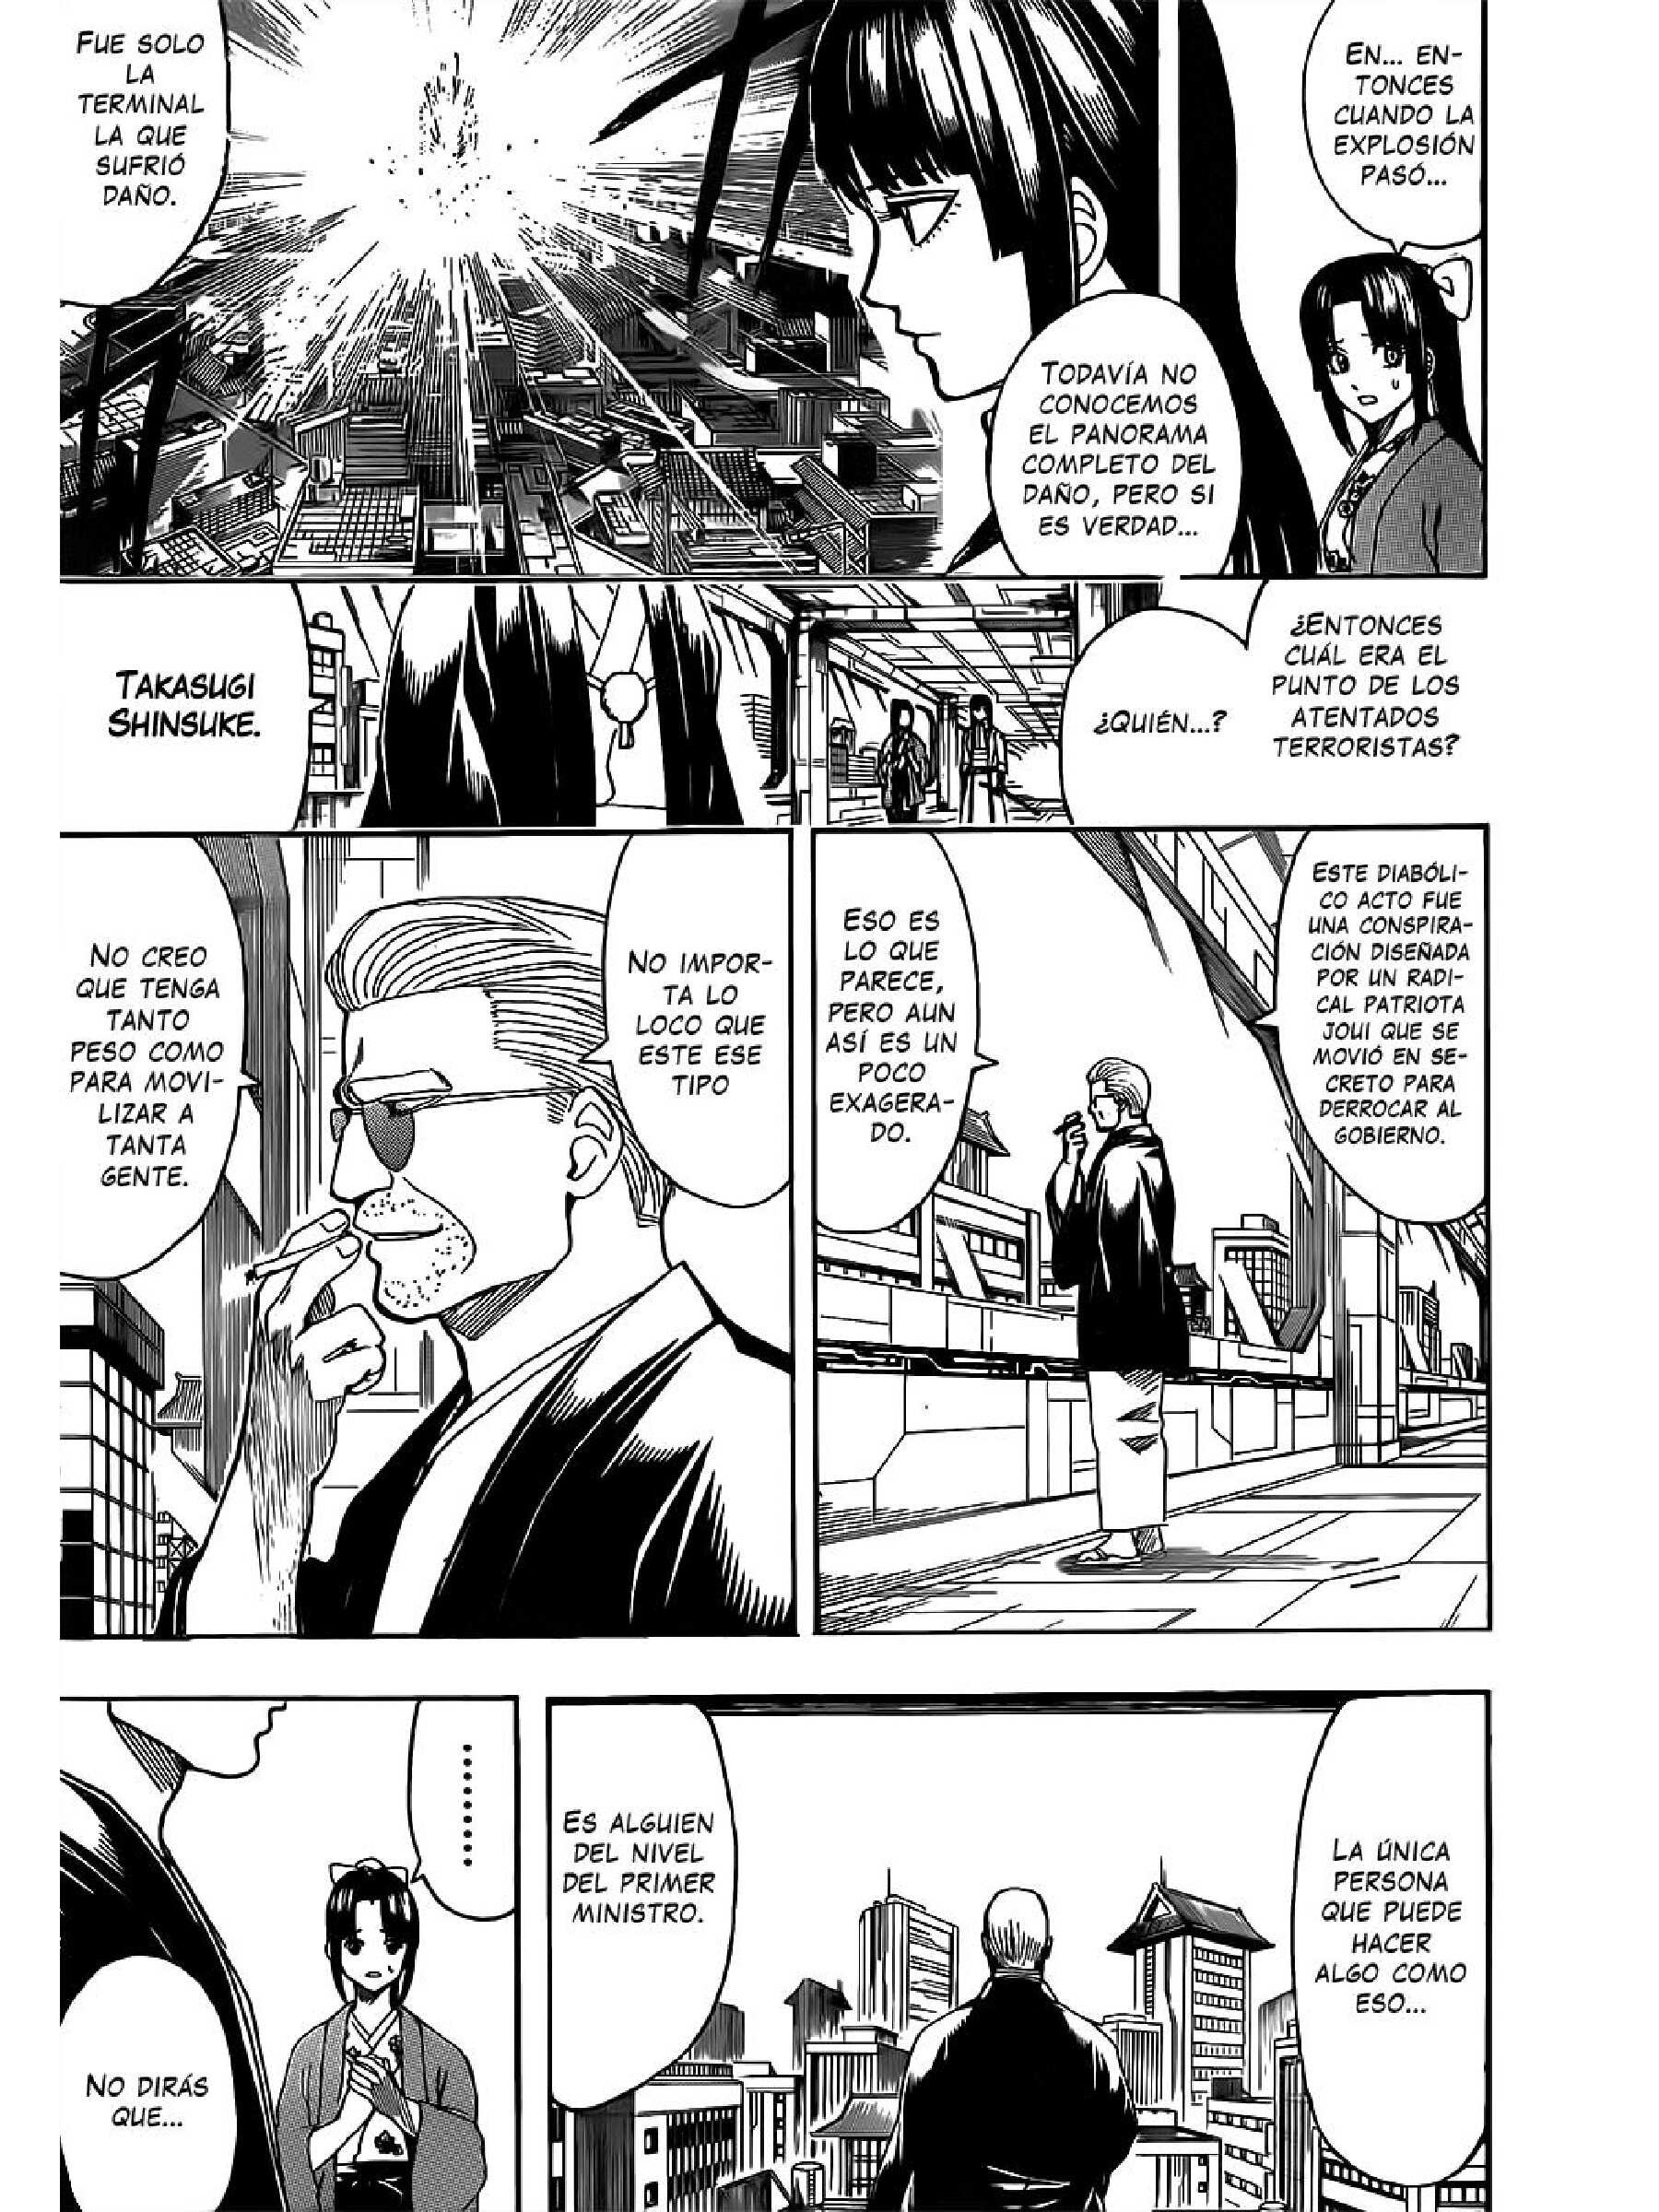 EN... EN-
TONCES
CUANDO LA
EXPLOSIÓN
PASÓ...
TODAVÍA NO
CONOCEMOS
EL PANORAMA
COMPLETO DEL
DAÑO, PERO SI
ES VERDAD...
FUE SOLO
LA
TERMINAL
LA QUE
SUFRIÓ
DAÑO.
¿ENTONCES
CUÁL ERA EL
PUNTO DE LOS
ATENTADOS
TERRORISTAS?
¿QUIÉN...?
TAKASUGI
SHINSUKE.
ESTE DIABÓLI-
CO ACTO FUE
UNA CONSPIRA-
CIÓN DISEÑADA
POR UN RADI-
CAL PATRIOTA
JOUI QUE SE
MOVIÓ EN SE-
CRETO PARA
DERROCAR AL
GOBIERNO.
ESO ES
LO QUE
PARECE,
PERO AUN
ASÍ ES UN
POCO
EXAGERA-
DO.
NO IMPOR-
TA LO
LOCO QUE
ESTE ESE
TIPO
NO CREO
QUE TENGA
TANTO
PESO COMO
PARA MOVI-
LIZAR A
TANTA
GENTE.
LA ÚNICA
PERSONA
QUE PUEDE
HACER
ALGO COMO
ESO...
ES ALGUIEN
DEL NIVEL
DEL PRIMER
MINISTRO.
........
NO DIRÁS
QUE...